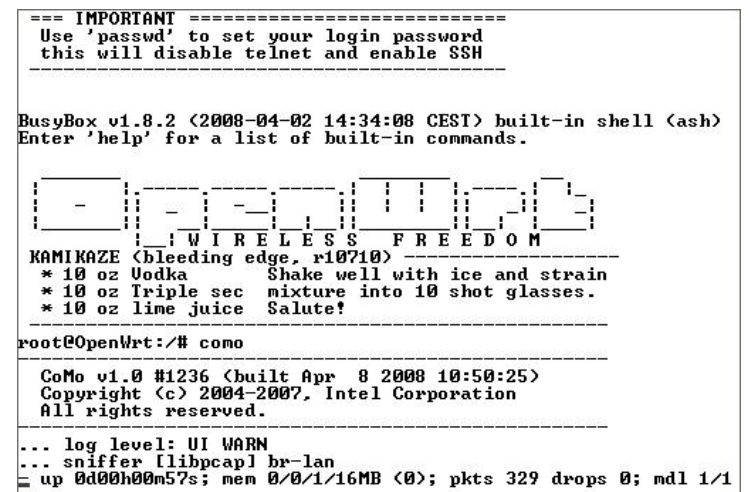 === IMPORTANT ============================
Use 'passwd' to set your login password
this will disable telnet and enable SSH
------------------------------------------
BusyBox v1.8.2 (2008-04-02 14:34:08 CEST) built-in shell (ash)
Enter 'help' for a list of built-in commands.
OpenWrt
W I R E L E S S   F R E E D O M
KAMIKAZE (bleeding edge, r10710) -------------------
* 10 oz Vodka       Shake well with ice and strain
* 10 oz Triple sec  mixture into 10 shot glasses.
* 10 oz lime juice  Salute!
---------------------------------------------------
root@OpenWrt:/# como
----------------------------------------------------
CoMo v1.0 #1236 (built Apr  8 2008 10:50:25)
Copyright (c) 2004-2007, Intel Corporation
All rights reserved.
----------------------------------------------------
... log level: UI WARN
... sniffer [libpcap] br-lan
- up 0d00h00m57s; mem 0/0/1/16MB (0); pkts 329 drops 0; mdl 1/1